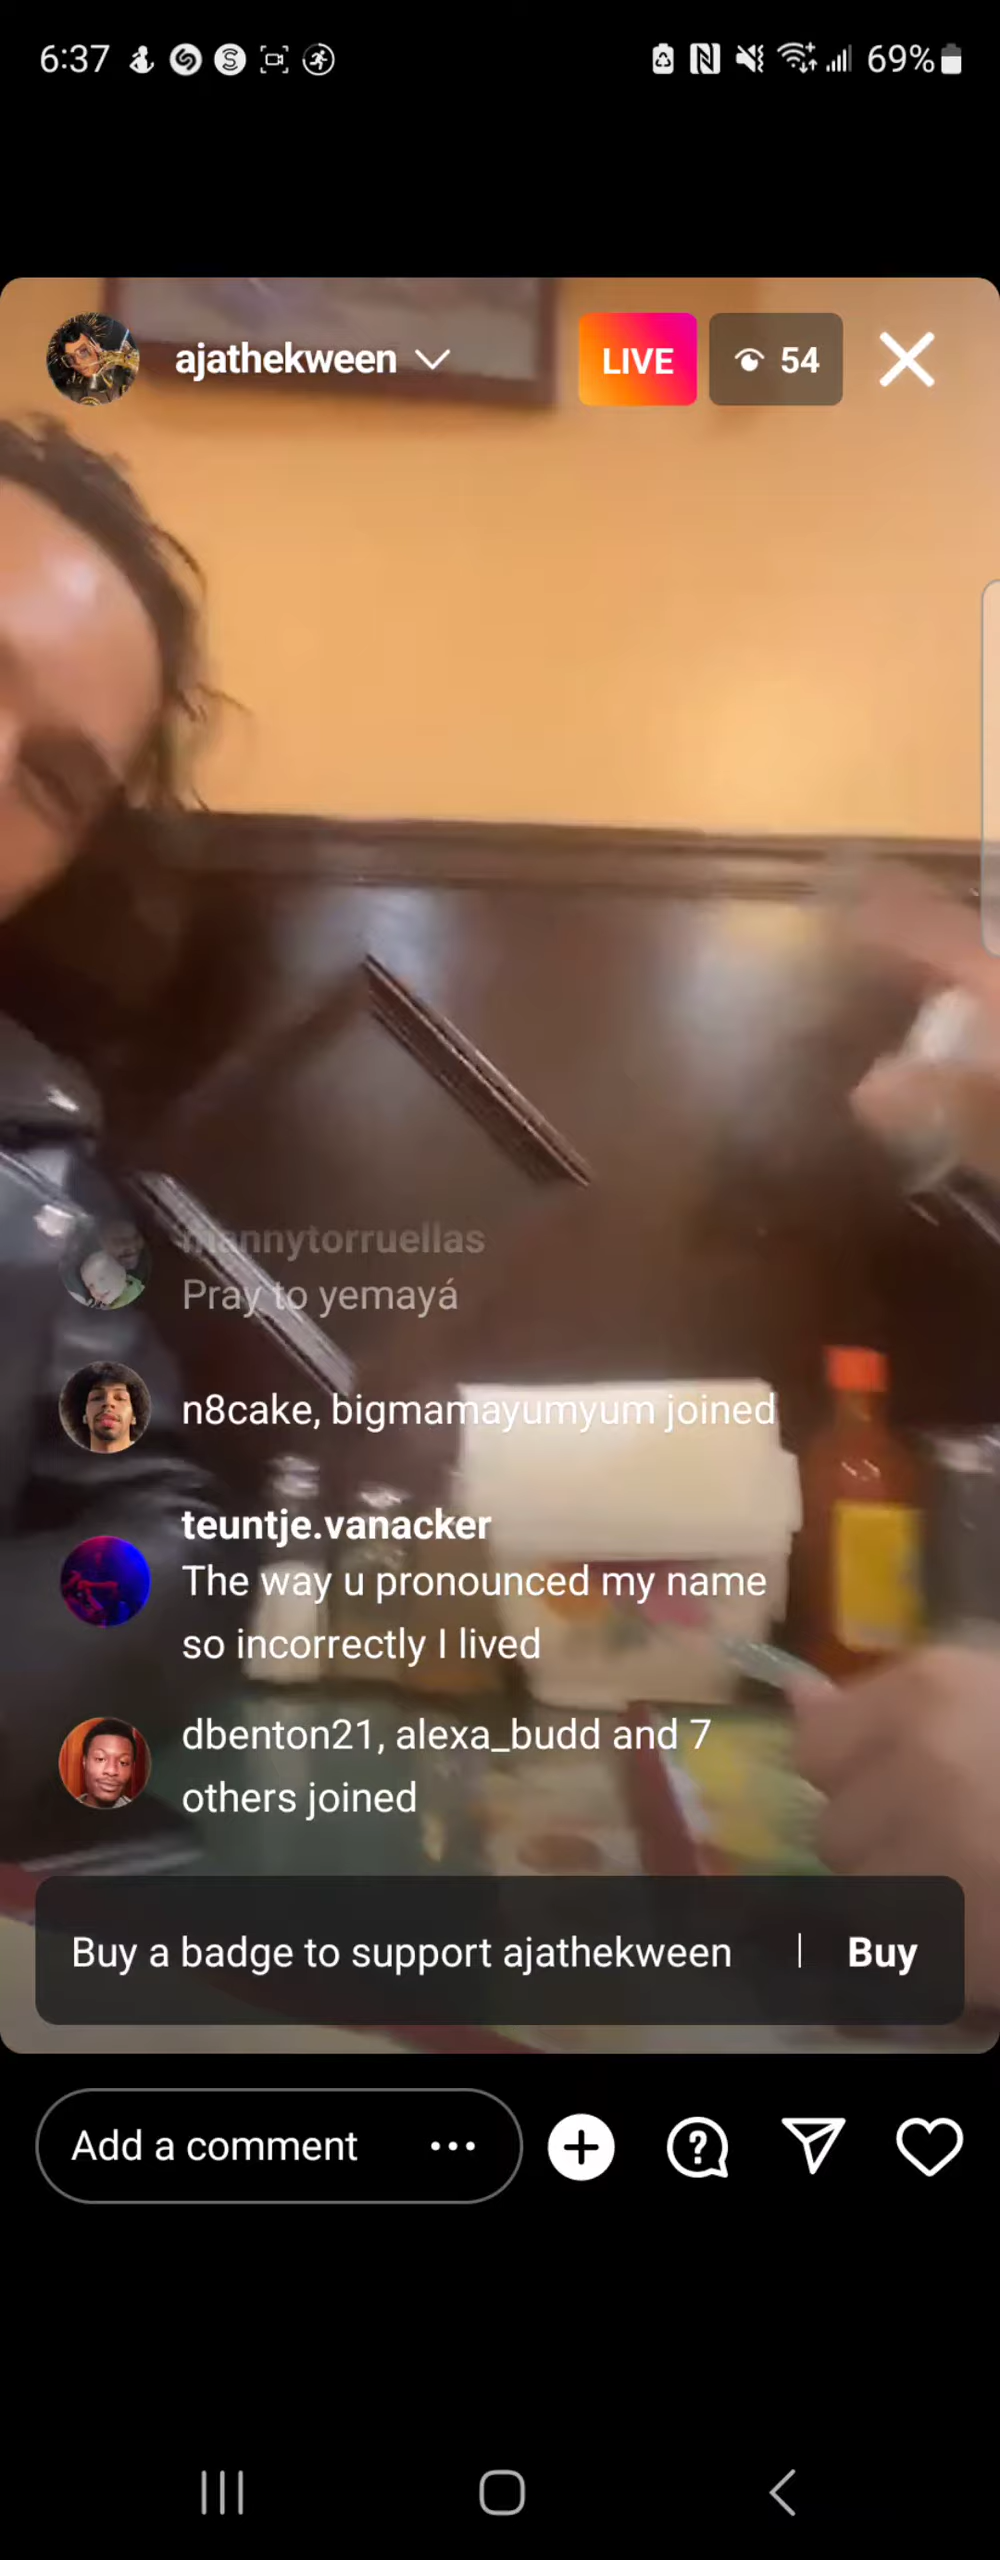 6:37
69%
ajathekween
LIVE
54
mannytorruellas
Pray to yemayá
n8cake, bigmamayumyum joined
teuntje.vanacker
The way u pronounced my name
so incorrectly I lived
dbenton21, alexa_budd and 7
others joined
Buy a badge to support ajathekween | Buy
Add a comment